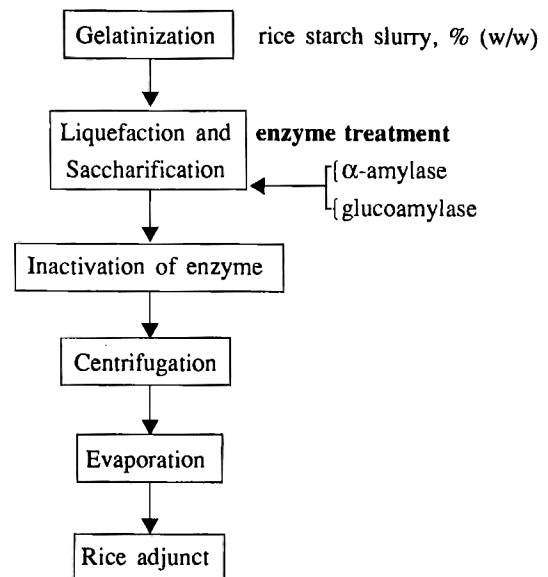 Gelatinization rice starch slurry, % (w/w)
Liquefaction and enzyme treatment
Saccharification
α-amylase
glucoamylase
Inactivation of enzyme
Centrifugation
Evaporation
Rice adjunct